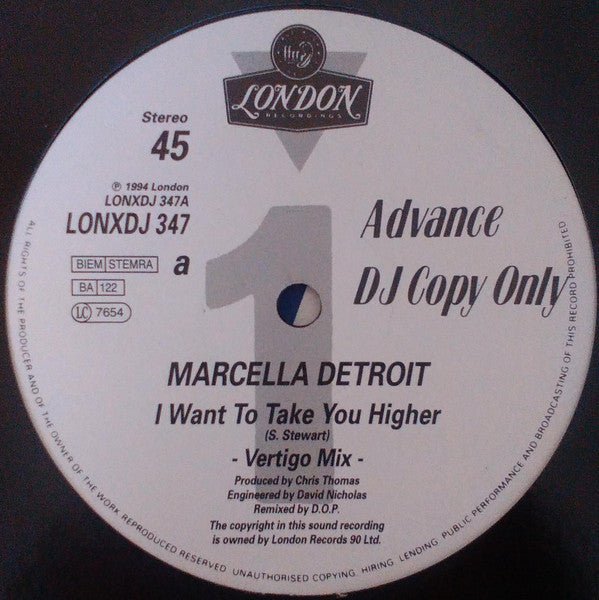 ffrr
LONDON
RECORDINGS
Stereo
45
℗ 1994 London
LONXDJ 347A
LONXDJ 347
BIEM STEMRA
a
BA 122
LC 7654
1
Advance
DJ Copy Only
MARCELLA DETROIT
I Want To Take You Higher
(S. Stewart)
- Vertigo Mix -
Produced by Chris Thomas
Engineered by David Nicholas
Remixed by D.O.P.
The copyright in this sound recording
is owned by London Records 90 Ltd.
ALL RIGHTS OF THE PRODUCER AND OF THE OWNER OF THE WORK REPRODUCED RESERVED. UNAUTHORISED COPYING, HIRING, LENDING, PUBLIC PERFORMANCE AND BROADCASTING OF THIS RECORD PROHIBITED